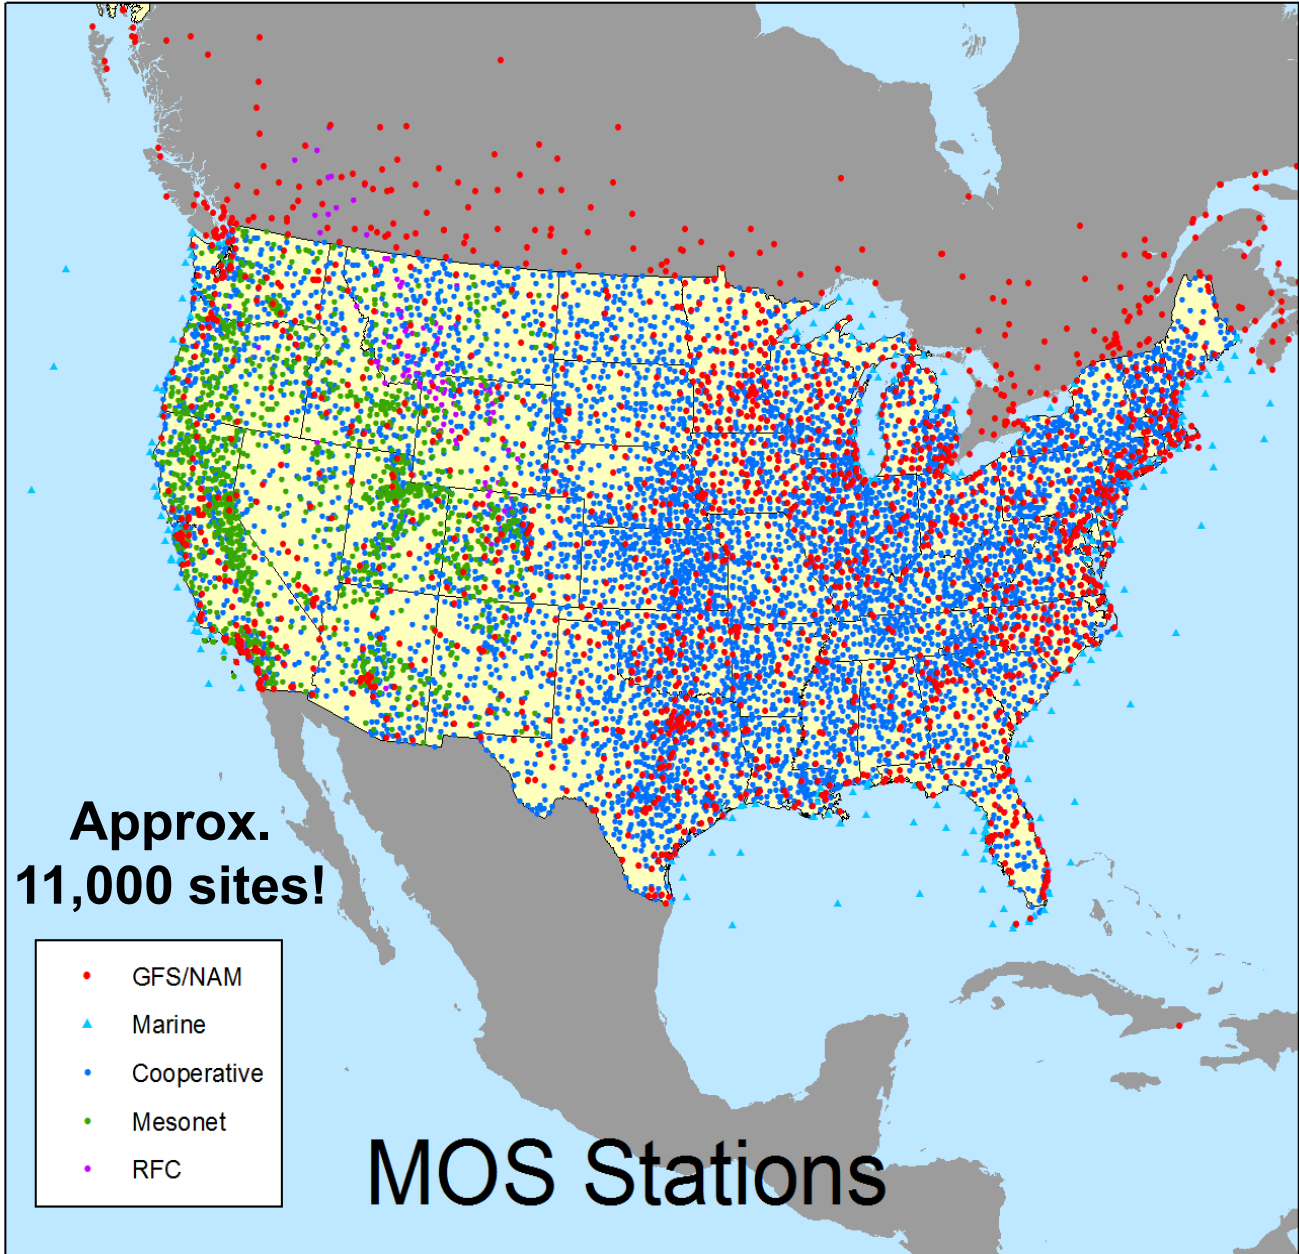 Approx.
11,000 sites!
GFS/NAM
Marine
Cooperative
Mesonet
RFC
MOS Stations